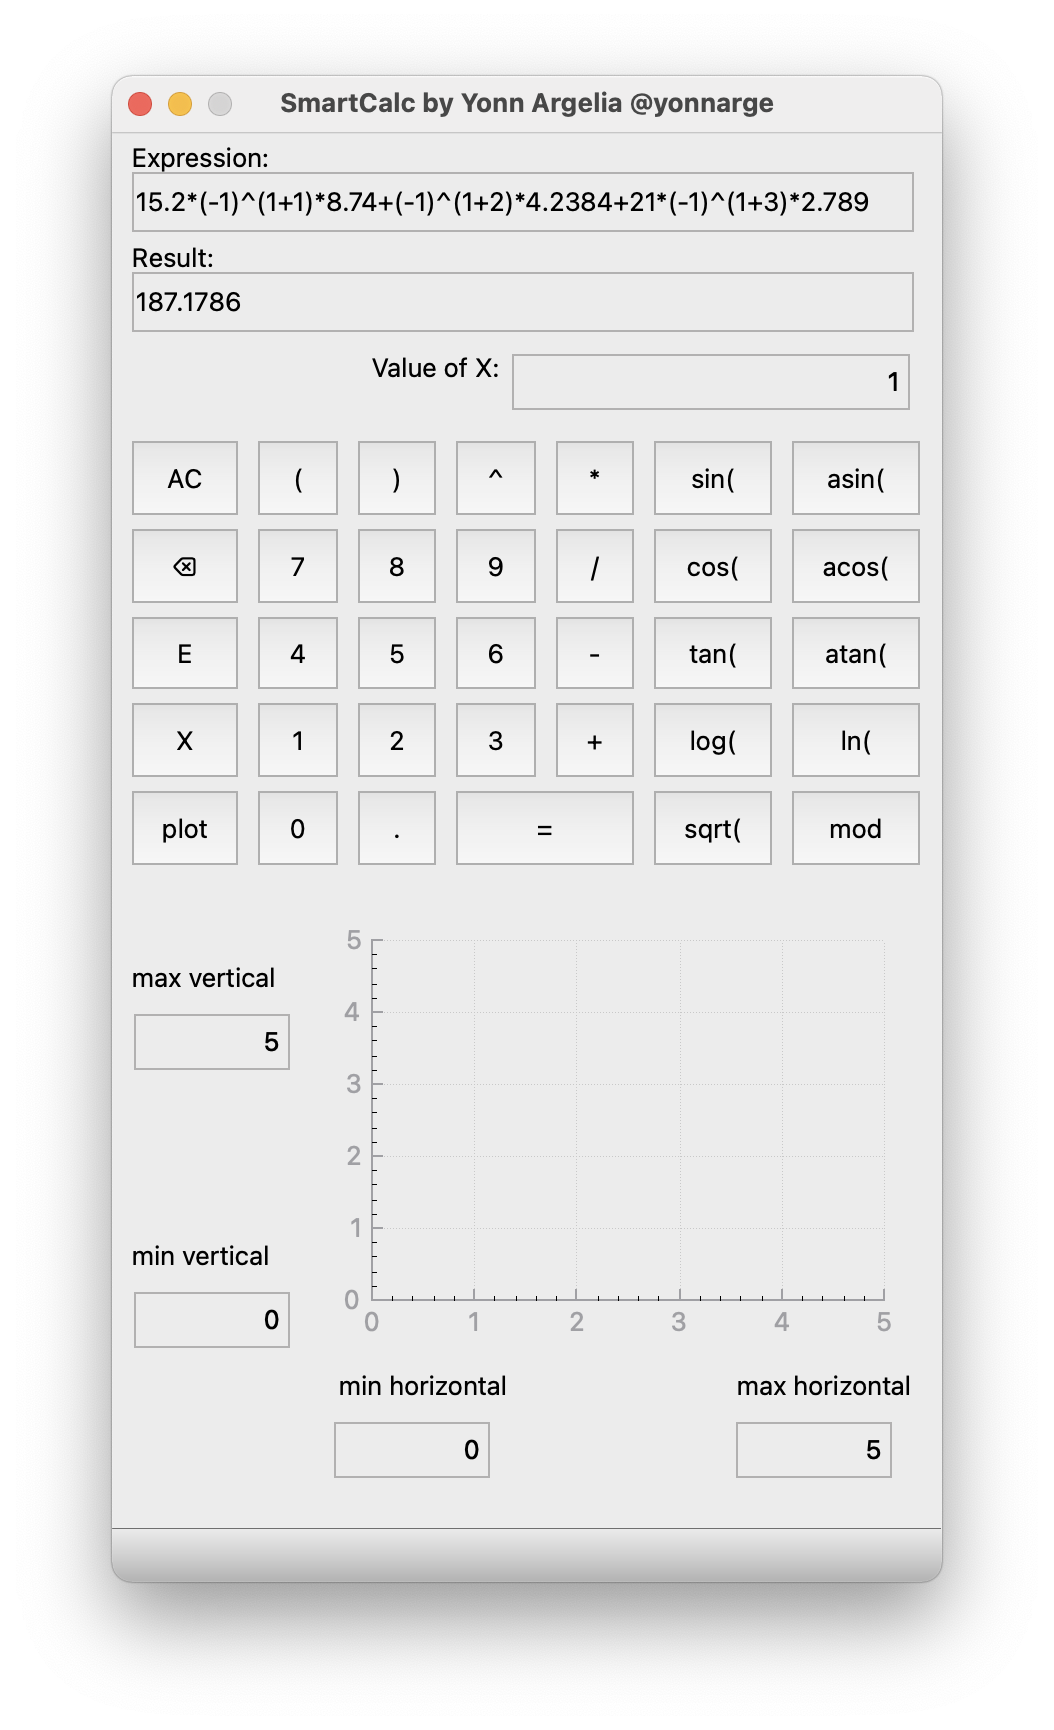 SmartCalc by Yonn Argelia @yonnarge
Expression:
15.2*(-1)^(1+1)*8.74+(-1)^(1+2)*4.2384+21*(-1)^(1+3)*2.789
Result:
187.1786
Value of X: 1
AC ( ) ^ * sin( asin(
⌫ 7 8 9 / cos( acos(
E 4 5 6 - tan( atan(
X 1 2 3 + log( ln(
plot 0 . = sqrt( mod
max vertical
5
min vertical
0
5
4
3
2
1
0
0 1 2 3 4 5
min horizontal max horizontal
0 5